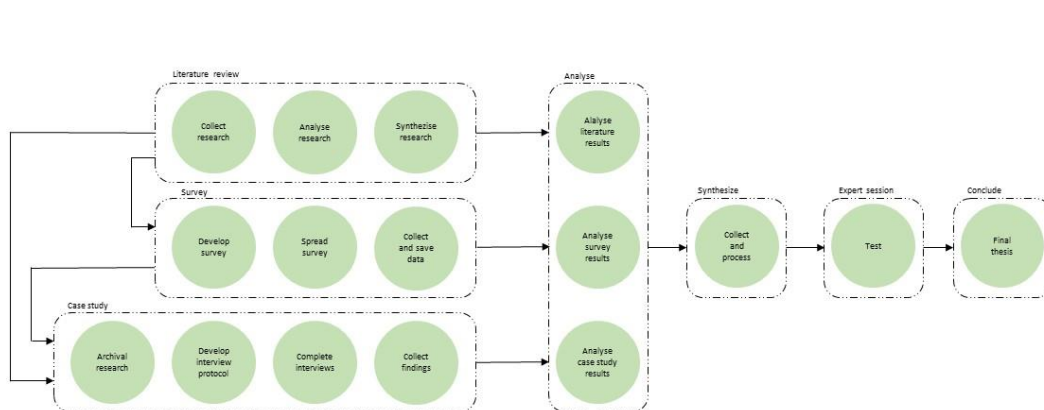 Literature review
Analyse
Collect
research
Analyse
research
Synthezise
research
Alalyse
literature
results
Survey
Synthesize
Expert session
Conclude
Develop
survey
Spread
survey
Collect
and save
data
Analyse
survey
results
Collect
and
process
Test
Final
thesis
Case study
Archival
research
Develop
interview
protocol
Complete
interviews
Collect
findings
Analyse
case study
results